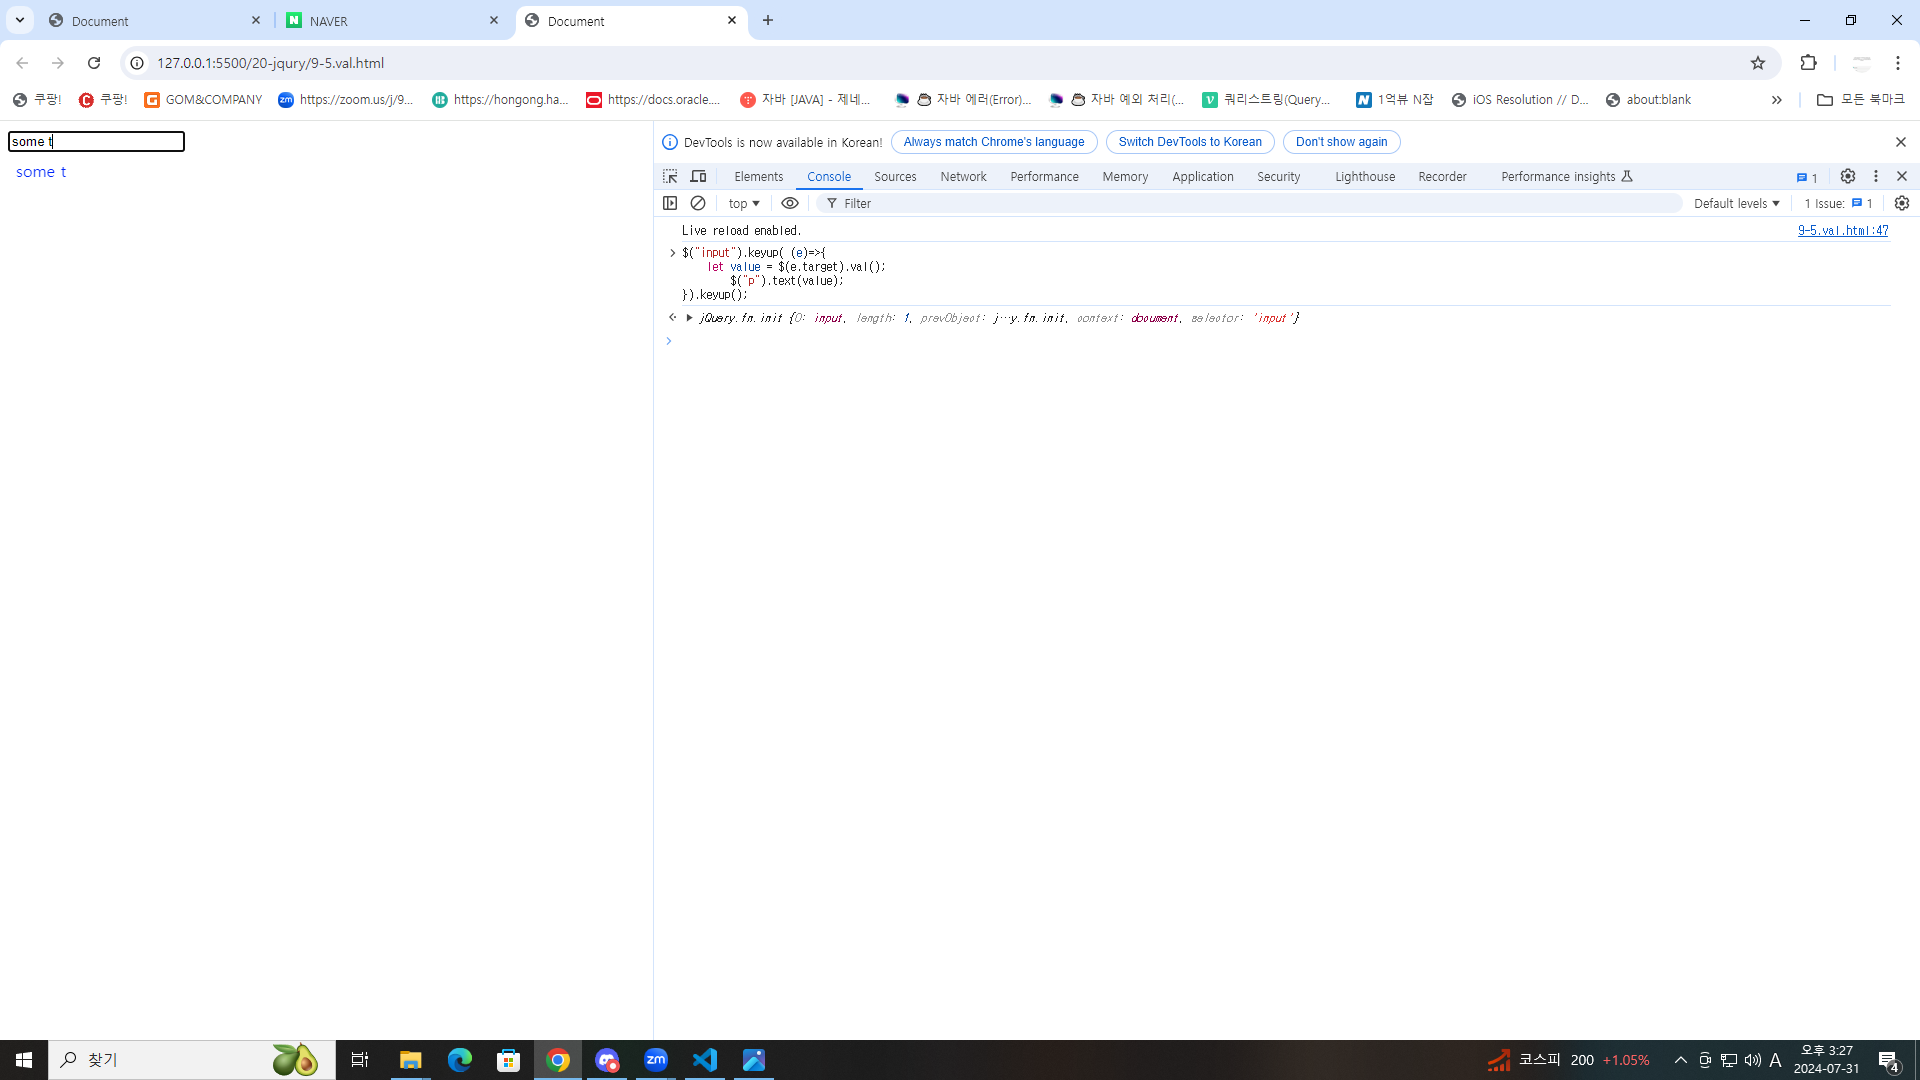 Document
NAVER
Document
127.0.0.1:5500/20-jqury/9-5.val.html
쿠팡!
쿠팡!
GOM&COMPANY
https://zoom.us/j/9...
https://hongong.ha...
https://docs.oracle....
자바 [JAVA] - 제네...
자바 에러(Error)...
자바 예외 처리(...
쿼리스트링(Query...
1억뷰 N잡
iOS Resolution // D...
about:blank
모든 북마크
some t
some t
DevTools is now available in Korean!
Always match Chrome's language
Switch DevTools to Korean
Don't show again
Elements
Console
Sources
Network
Performance
Memory
Application
Security
Lighthouse
Recorder
Performance insights
1
top
Filter
Default levels
1 Issue: 1
Live reload enabled.
9-5.val.html:47
$("input").keyup( (e)=>{
let value = $(e.target).val();
$("p").text(value);
}).keyup();
jQuery.fn.init {0: input, length: 1, prevObject: j…y.fn.init, context: document, selector: 'input'}
찾기
코스피 200 +1.05%
A
오후 3:27
2024-07-31
4